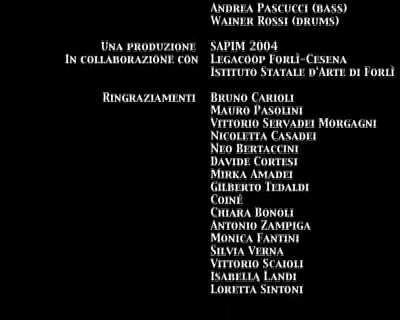 Andrea Pascucci (bass)
Wainer Rossi (drums)
Una produzione SAPIM 2004
In collaborazione con Legacoop Forlì-Cesena
Istituto Statale d'Arte di Forlì
Ringraziamenti Bruno Carioli
Mauro Pasolini
Vittorio Servadei Morgagni
Nicoletta Casadei
Neo Bertaccini
Davide Cortesi
Mirka Amadei
Gilberto Tedaldi
Coiné
Chiara Bonoli
Antonio Zampiga
Monica Fantini
Silvia Verna
Vittorio Scaioli
Isabella Landi
Loretta Sintoni